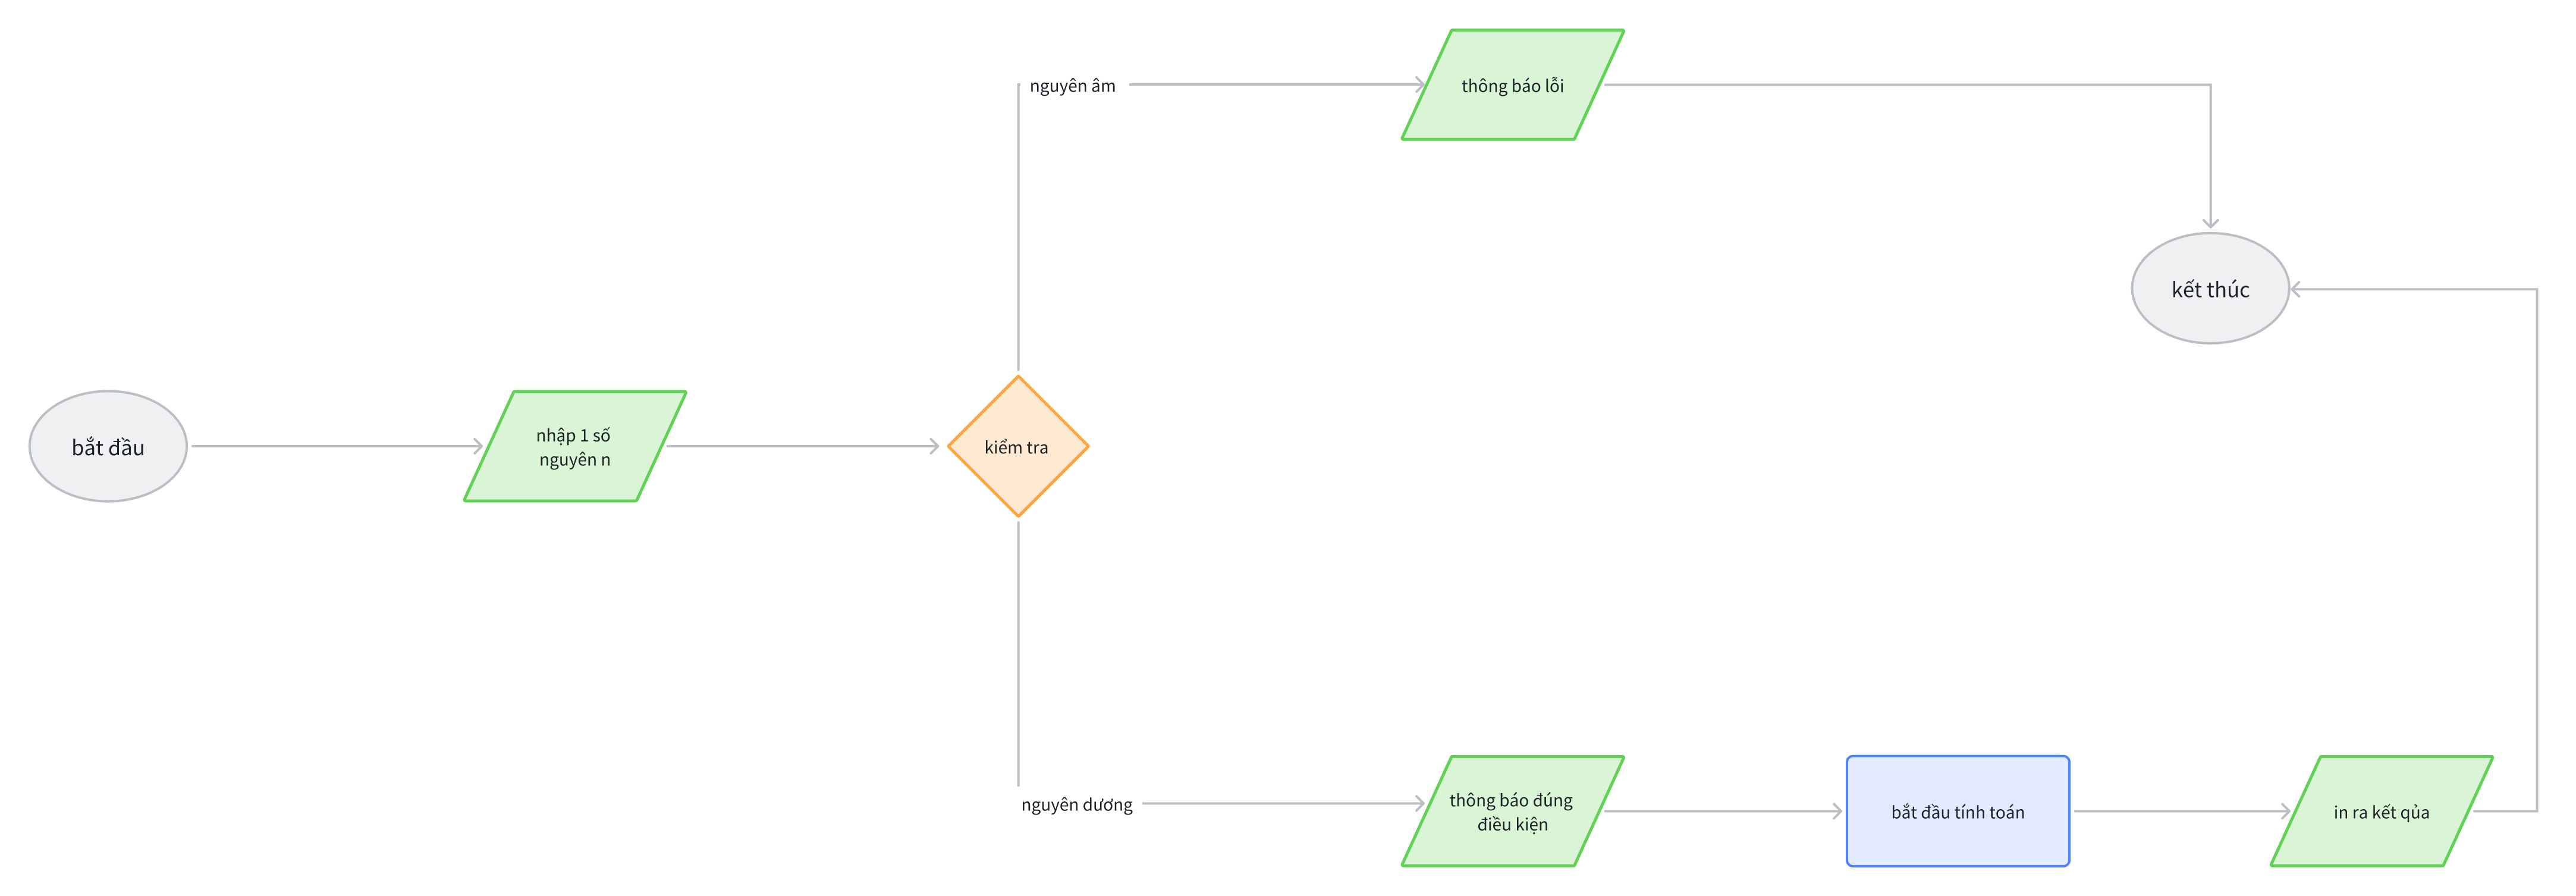 nguyên âm
thông báo lỗi
kết thúc
bắt đầu
nhập 1 số
nguyên n
kiểm tra
nguyên dương
thông báo đúng
điều kiện
bắt đầu tính toán
in ra kết qủa